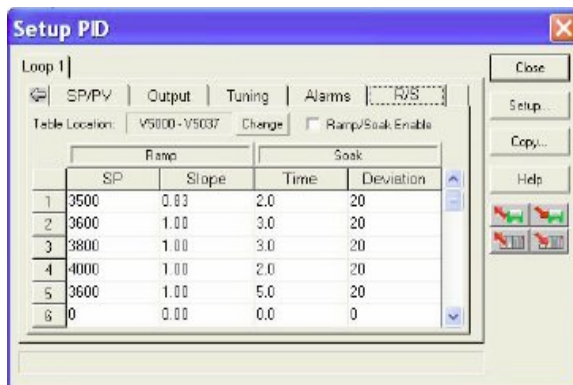 Setup PID
Loop 1
SP/PV Output Tuning Alarms R/S
Table Location: V5000 - V5037 Change Ramp/Soak Enable
Ramp Soak
SP Slope Time Deviation
1 3500 0.83 2.0 20
2 3600 1.00 3.0 20
3 3800 1.00 3.0 20
4 4000 1.00 2.0 20
5 3600 1.00 5.0 20
6 0 0.00 0.0 0
Close
Setup...
Copy...
Help